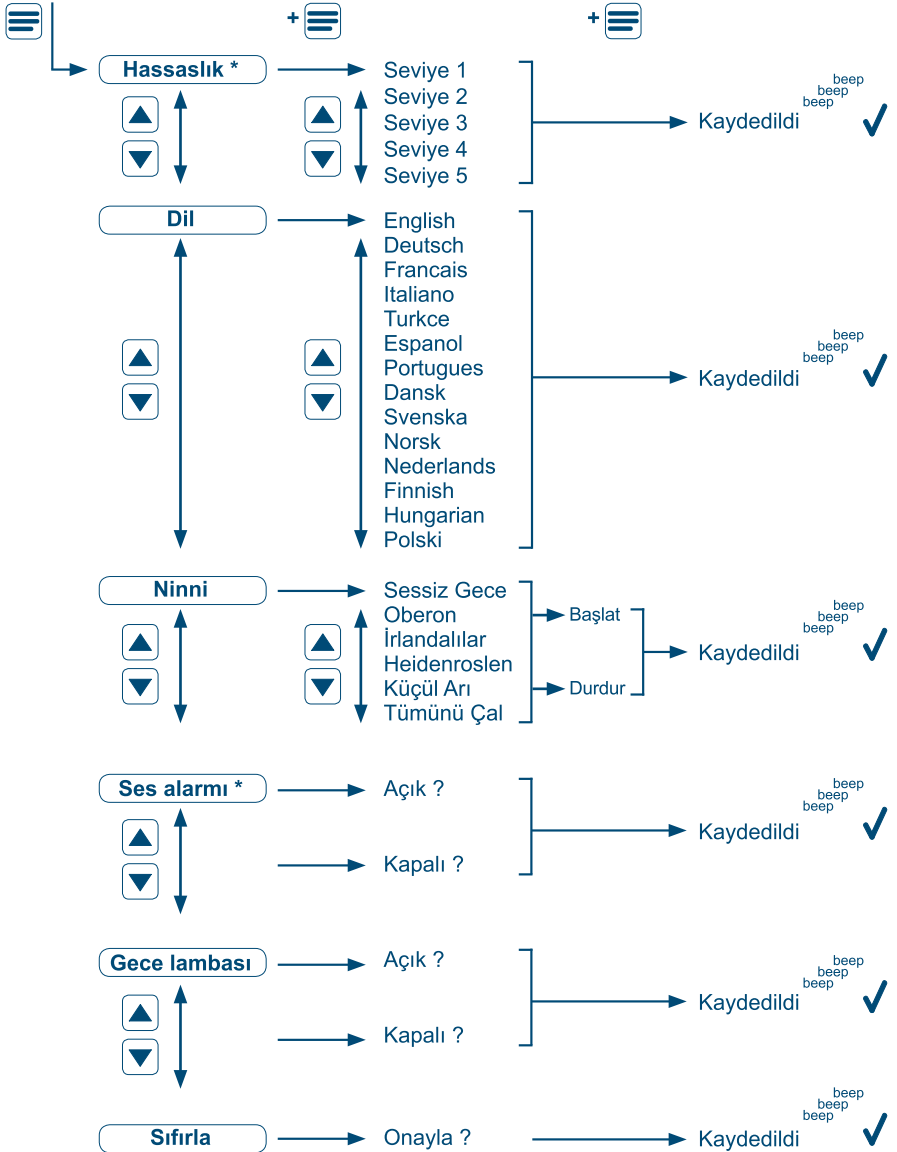 +
+
Hassaslık *
Seviye 1
Seviye 2
Seviye 3
Seviye 4
Seviye 5
Kaydedildi
beep
beep
beep
Dil
English
Deutsch
Francais
Italiano
Turkce
Espanol
Portugues
Dansk
Svenska
Norsk
Nederlands
Finnish
Hungarian
Polski
Kaydedildi
beep
beep
beep
Ninni
Sessiz Gece
Oberon
İrlandalılar
Heidenroslen
Küçül Arı
Tümünü Çal
Başlat
Durdur
Kaydedildi
beep
beep
beep
Ses alarmı *
Açık ?
Kapalı ?
Kaydedildi
beep
beep
beep
Gece lambası
Açık ?
Kapalı ?
Kaydedildi
beep
beep
beep
Sıfırla
Onayla ?
Kaydedildi
beep
beep
beep